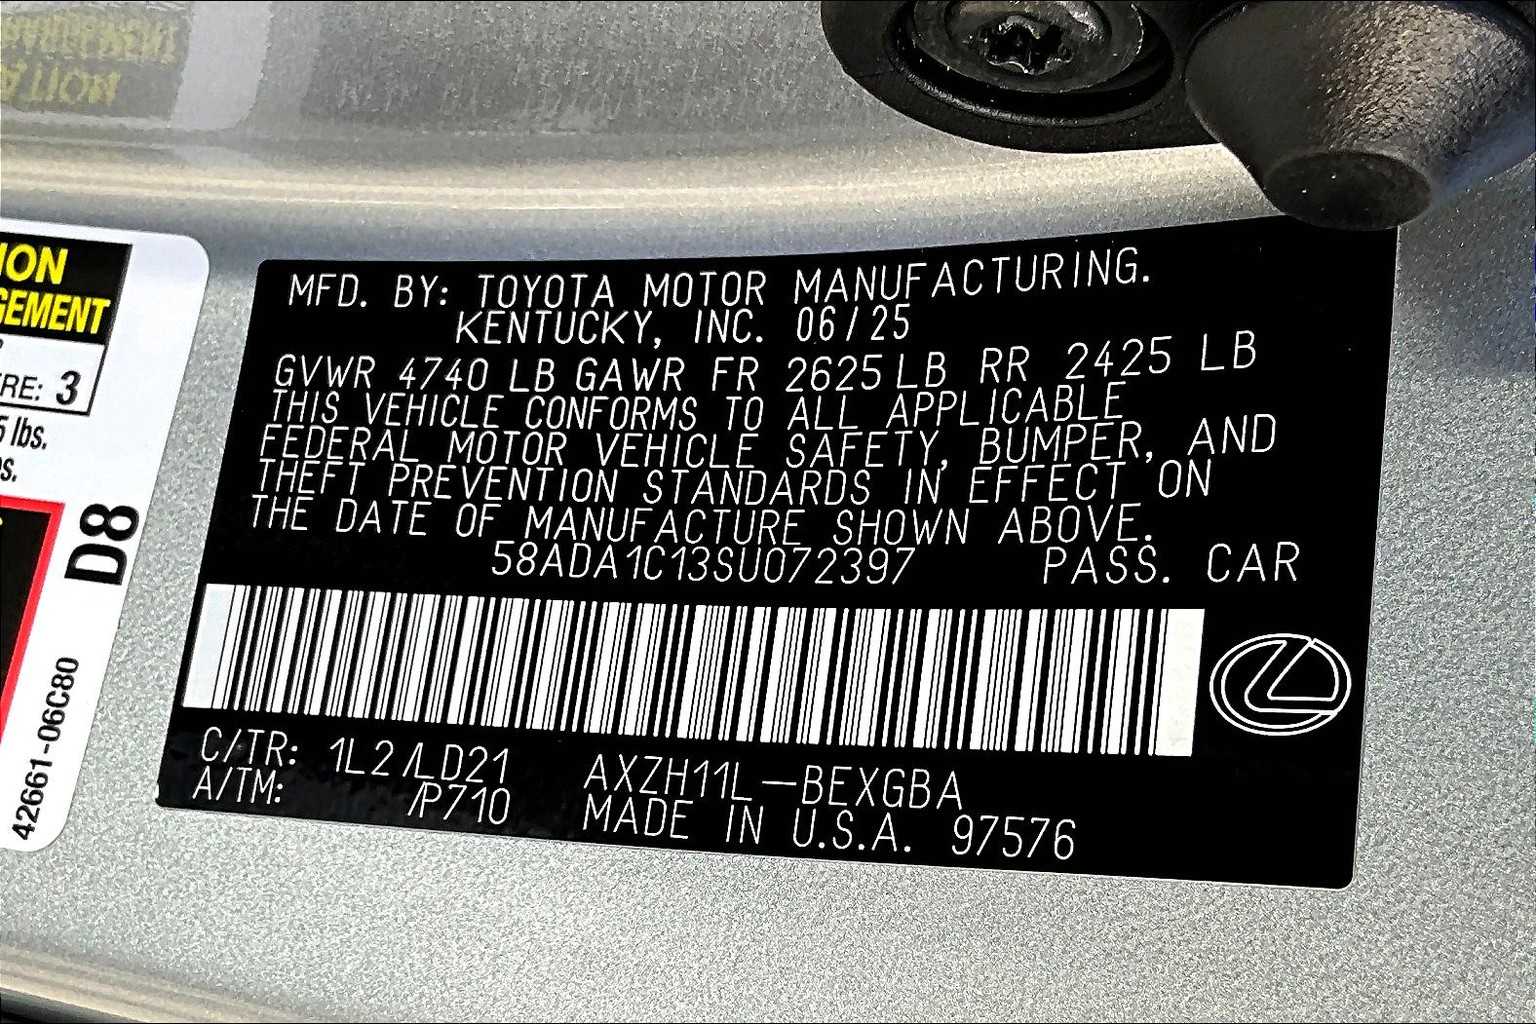 ION
GEMENT
RE: 3
5 lbs.
s.
D8
42661-06C80
MFD. BY: TOYOTA MOTOR MANUFACTURING.
KENTUCKY, INC. 06/25
GVWR 4740 LB GAWR FR 2625 LB RR 2425 LB
THIS VEHICLE CONFORMS TO ALL APPLICABLE
FEDERAL MOTOR VEHICLE SAFETY, BUMPER, AND
THEFT PREVENTION STANDARDS IN EFFECT ON
THE DATE OF MANUFACTURE SHOWN ABOVE.
58ADA1C13SU072397 PASS. CAR
C/TR: 1L2/LD21 AXZH11L-BEXGBA
A/TM: /P710 MADE IN U.S.A. 97576